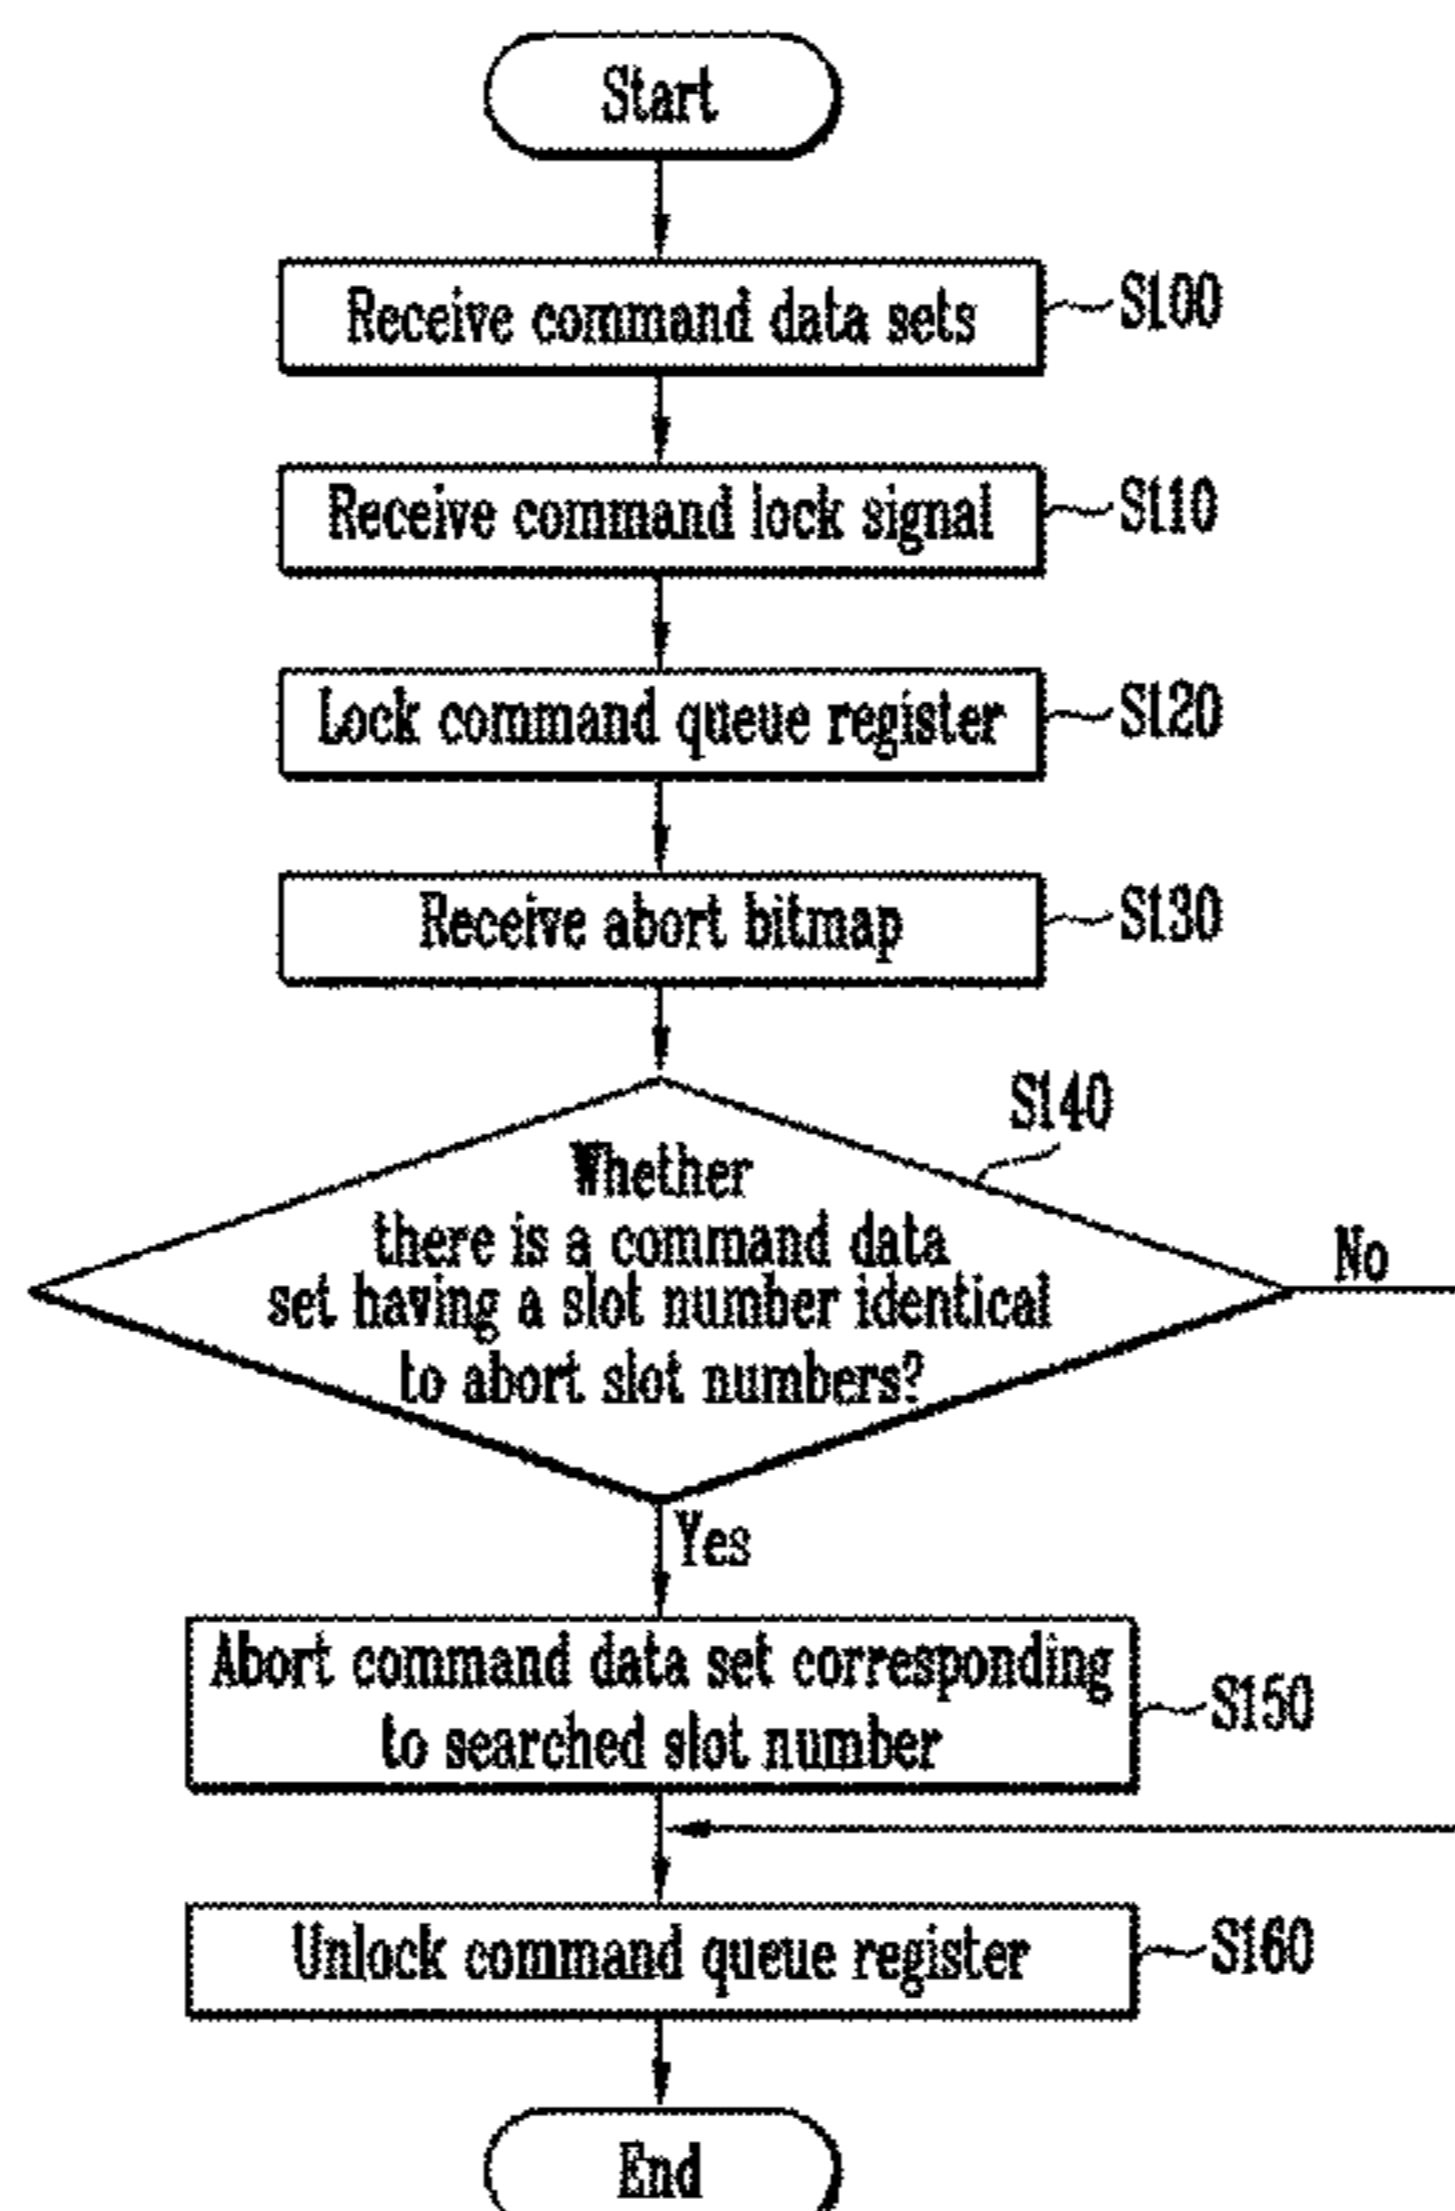 Start
Receive command data sets
S100
Receive command lock signal
S110
Lock command queue register
S120
Receive abort bitmap
S130
S140
Whether
there is a command data
set having a slot number identical
to abort slot numbers?
No
Yes
Abort command data set corresponding
to searched slot number
S150
Unlock command queue register
S160
End